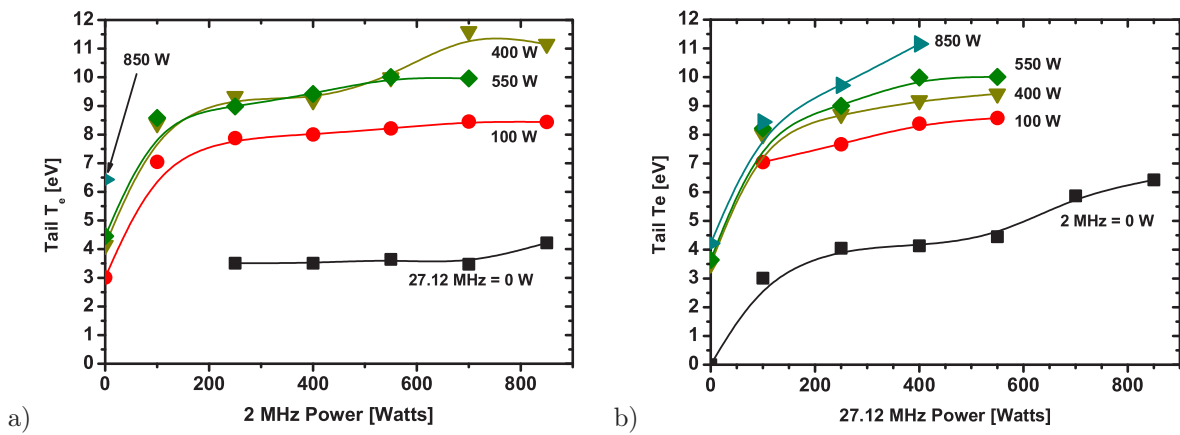 12
11
10
9
8
7
6
5
4
3
2
1
0
Tail Te [eV]
850 W
400 W
550 W
100 W
27.12 MHz = 0 W
0 200 400 600 800
2 MHz Power [Watts]
a)
12
11
10
9
8
7
6
5
4
3
2
1
0
Tail Te [eV]
850 W
550 W
400 W
100 W
2 MHz = 0 W
0 200 400 600 800
27.12 MHz Power [Watts]
b)